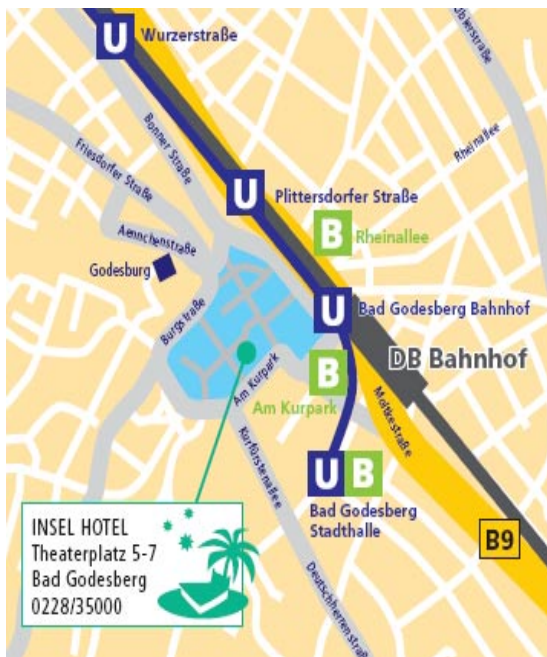 U Wurzerstraße
Ubierstraße
Bonner Straße
Friesdorfer Straße
Rheinallee
U Plittersdorfer Straße
Aennchenstraße
B Rheinallee
Godesburg
Burgstraße
U Bad Godesberg Bahnhof
DB Bahnhof
B
Am Kurpark
Am Kurpark
Moltkestraße
Kurfürstenallee
U B
Bad Godesberg
Stadthalle
B9
INSEL HOTEL
Theaterplatz 5-7
Bad Godesberg
0228/35000
Deutschherrenstraße